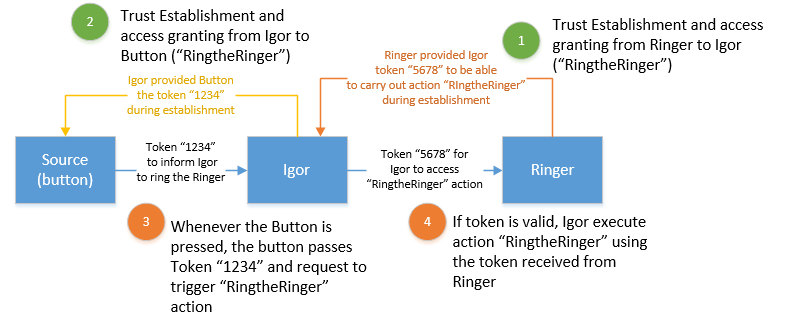 2
Trust Establishment and
access granting from Igor to
Button (“RingtheRinger”)
1
Trust Establishment and access
granting from Ringer to Igor
(“RingtheRinger”)
Igor provided Button
the token “1234”
during establishment
Ringer provided Igor
token “5678” to be able
to carry out action “RIngtheRinger”
during establishment
Source
(button)
Token “1234”
to inform Igor
to ring the Ringer
Igor
Token “5678” for
Igor to access
“RingtheRinger” action
Ringer
3
Whenever the Button is
pressed, the button passes
Token “1234” and request to
trigger “RingtheRinger”
action
4
If token is valid, Igor execute
action “RingtheRinger” using
the token received from
Ringer